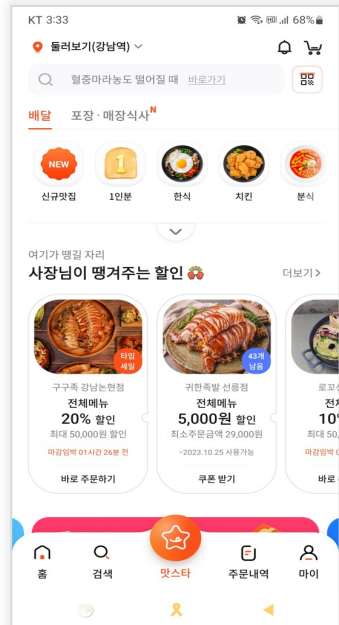 KT 3:33
68%
둘러보기(강남역)
혈중마라농도 떨어질 때 바로가기
배달 포장·매장식사 N
NEW 1
신규맛집 1인분 한식 치킨 분식
여기가 땡길 자리
사장님이 땡겨주는 할인
더보기 >
타임
세일
43개
남음
구구족 강남논현점 귀한족발 선릉점
전체메뉴 전체메뉴
20% 할인 5,000원 할인 10
최대 50,000원 할인 최소주문금액 29,000원 최대 50,
마감임박 01시간 26분 전 ~2023.10.25 사용가능 마감임박
바로 주문하기 쿠폰 받기 바로
홈 검색 맛스타 주문내역 마이